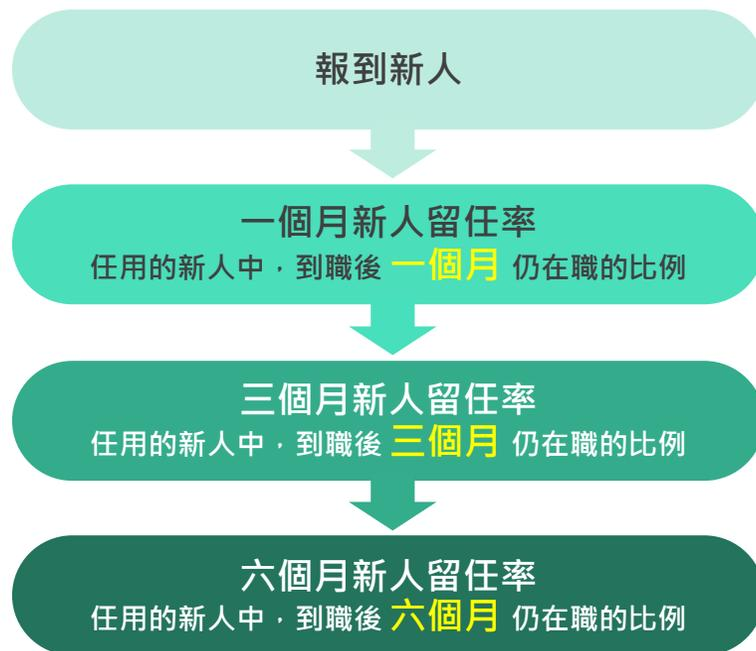 報到新人
一個月新人留任率
任用的新人中，到職後 一個月 仍在職的比例
三個月新人留任率
任用的新人中，到職後 三個月 仍在職的比例
六個月新人留任率
任用的新人中，到職後 六個月 仍在職的比例